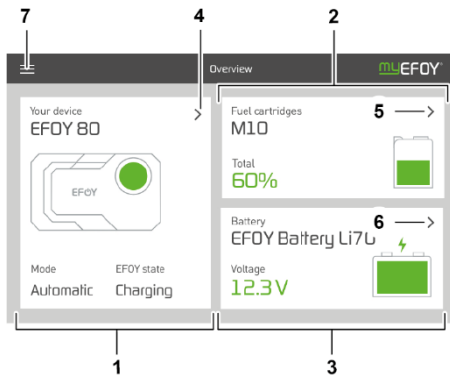 7
4
2
Overview
myEFOY
Your device
EFOY 80
EFOY
Mode
EFOY state
Automatic
Charging
Fuel cartridges
5
M10
Total
60%
Battery
6
EFOY Battery Li70
Voltage
12.3 V
1
3